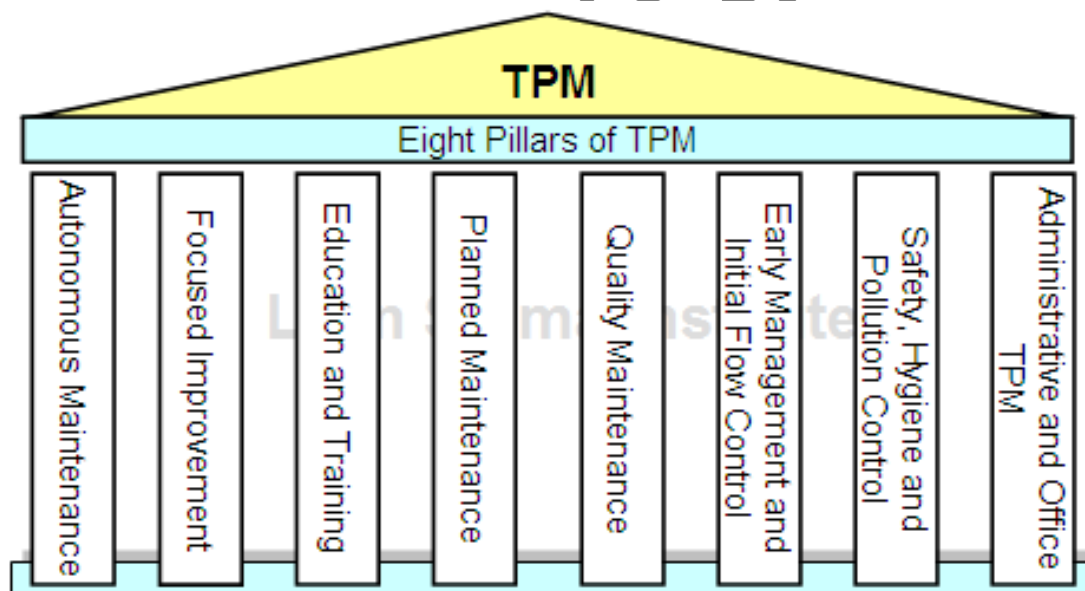 TPM
Eight Pillars of TPM
Autonomous Maintenance
Focused Improvement
Education and Training
Planned Maintenance
Quality Maintenance
Early Management and
Initial Flow Control
Safety, Hygiene and
Pollution Control
Administrative and Office
TPM